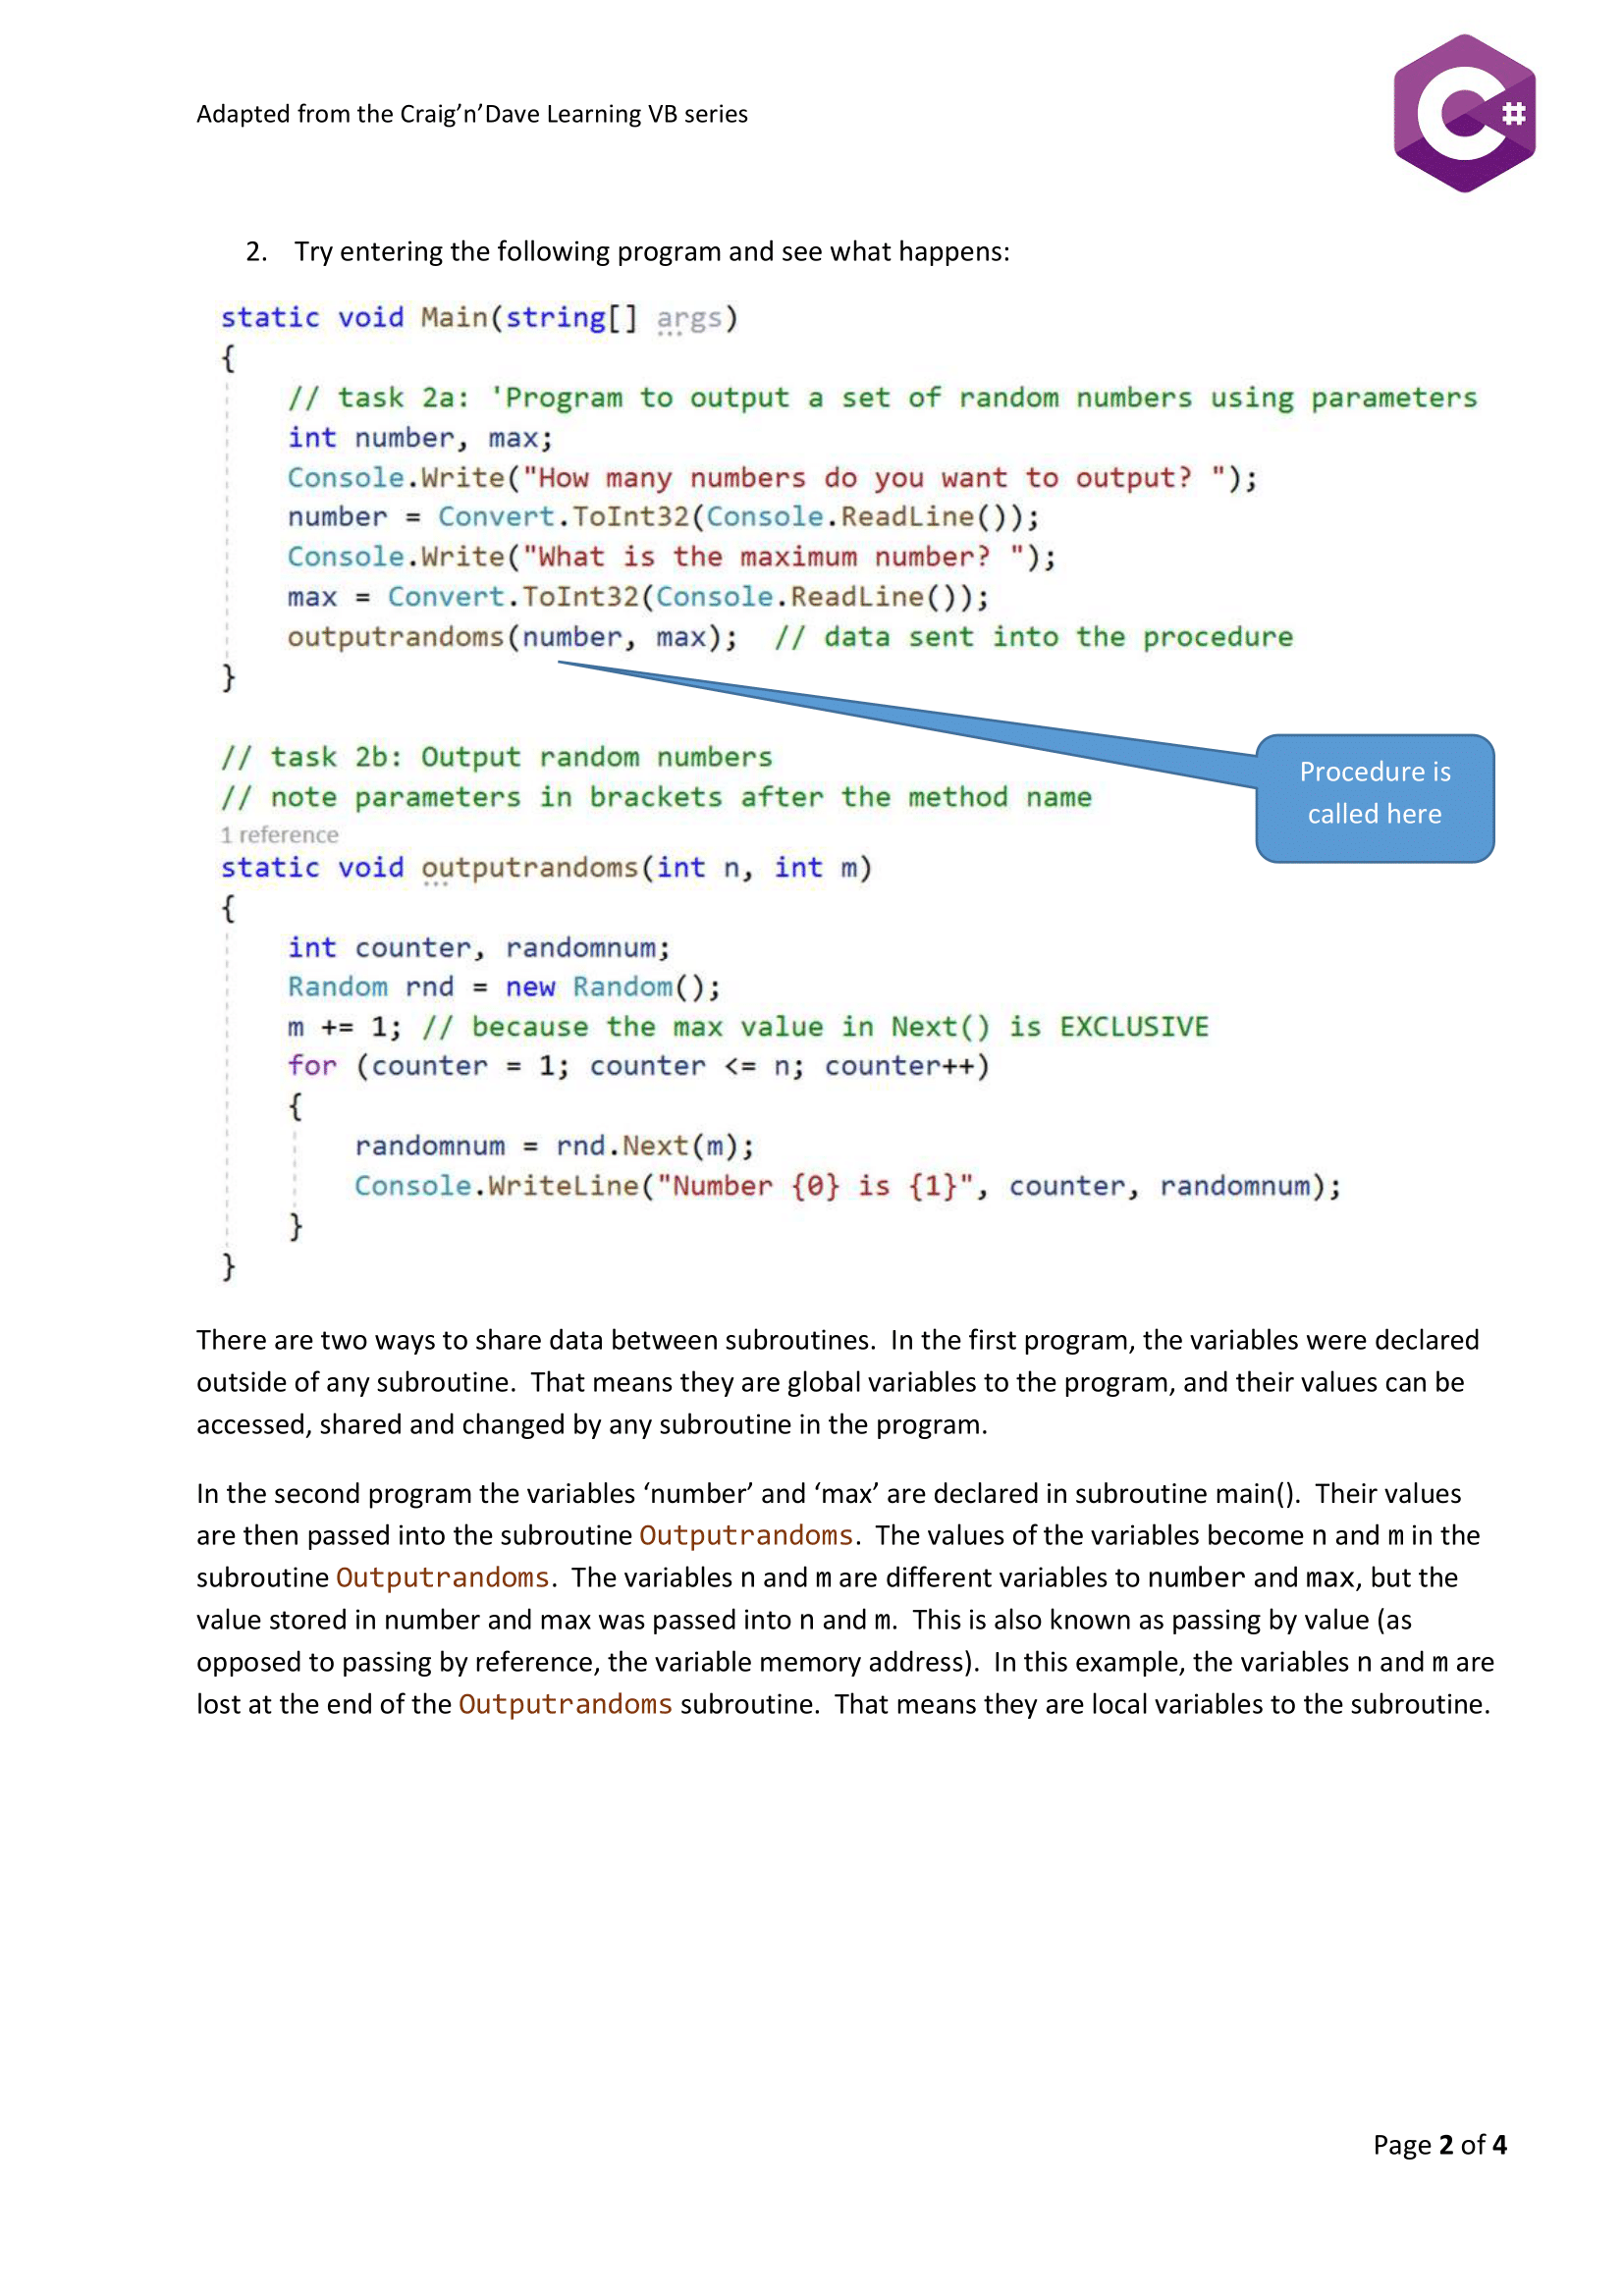 Adapted from the Craig’n’Dave Learning VB series
#
2. Try entering the following program and see what happens:
static void Main(string[] args)
{
// task 2a: 'Program to output a set of random numbers using parameters
int number, max;
Console.Write("How many numbers do you want to output? ");
number = Convert.ToInt32(Console.ReadLine());
Console.Write("What is the maximum number? ");
max = Convert.ToInt32(Console.ReadLine());
outputrandoms(number, max); // data sent into the procedure
}
Procedure is
called here
// task 2b: Output random numbers
// note parameters in brackets after the method name
1 reference
static void outputrandoms(int n, int m)
{
int counter, randomnum;
Random rnd = new Random();
m += 1; // because the max value in Next() is EXCLUSIVE
for (counter = 1; counter <= n; counter++)
{
randomnum = rnd.Next(m);
Console.WriteLine("Number {0} is {1}", counter, randomnum);
}
}
There are two ways to share data between subroutines. In the first program, the variables were declared
outside of any subroutine. That means they are global variables to the program, and their values can be
accessed, shared and changed by any subroutine in the program.
In the second program the variables ‘number’ and ‘max’ are declared in subroutine main(). Their values
are then passed into the subroutine Outputrandoms. The values of the variables become n and m in the
subroutine Outputrandoms. The variables n and m are different variables to number and max, but the
value stored in number and max was passed into n and m. This is also known as passing by value (as
opposed to passing by reference, the variable memory address). In this example, the variables n and m are
lost at the end of the Outputrandoms subroutine. That means they are local variables to the subroutine.
Page 2 of 4